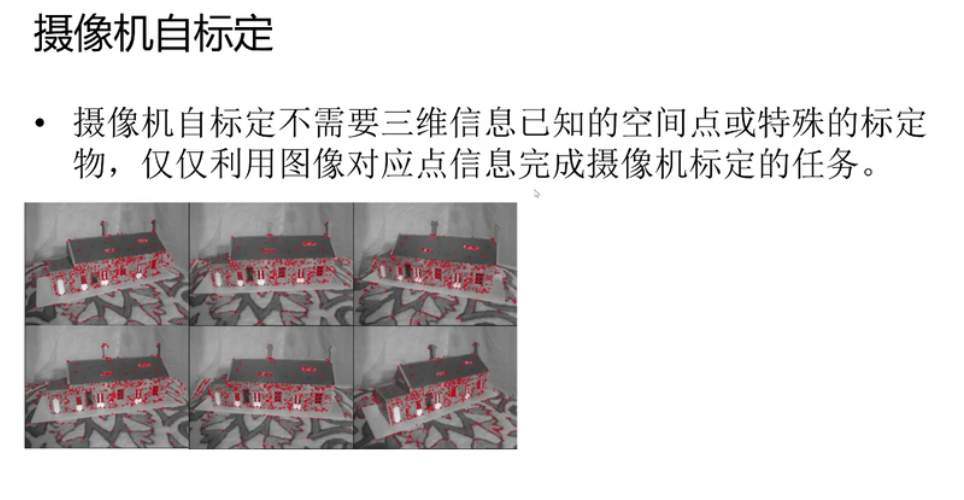 摄像机自标定
• 摄像机自标定不需要三维信息已知的空间点或特殊的标定
物，仅仅利用图像对应点信息完成摄像机标定的任务。